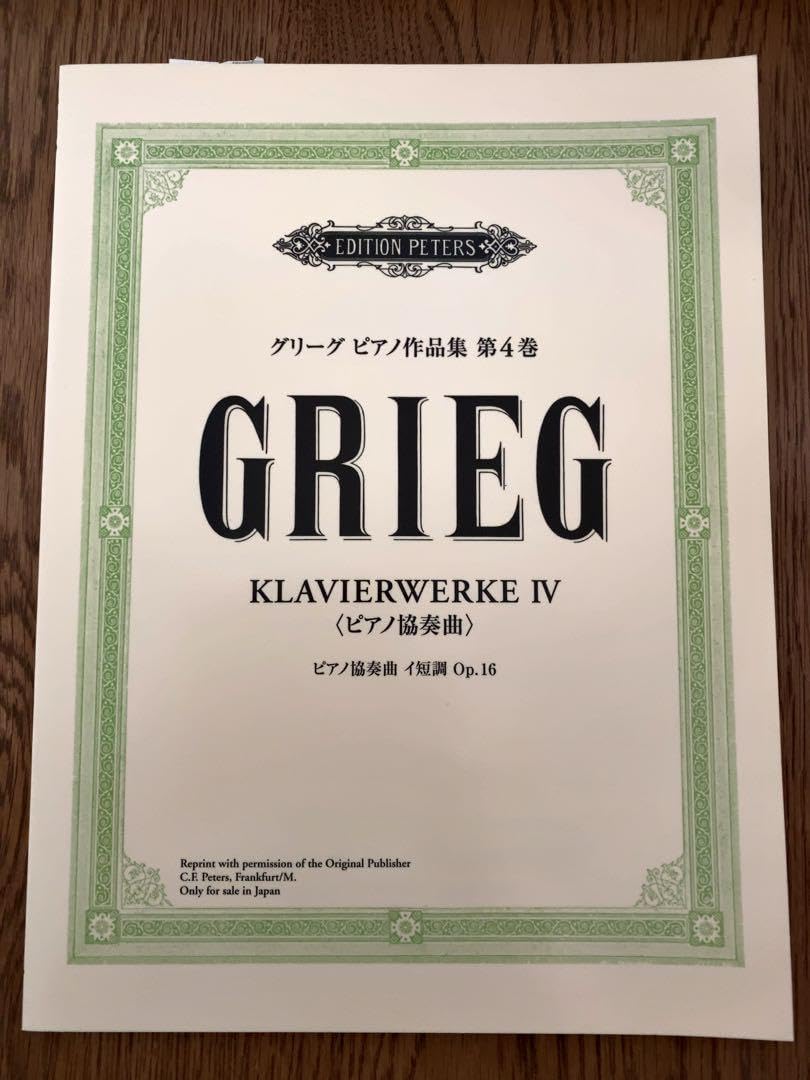 EDITION PETERS
グリーグ ピアノ作品集 第4巻
GRIEG
KLAVIERWERKE IV
〈ピアノ協奏曲〉
ピアノ協奏曲 イ短調 Op.16
Reprint with permission of the Original Publisher
C.F. Peters, Frankfurt/M.
Only for sale in Japan